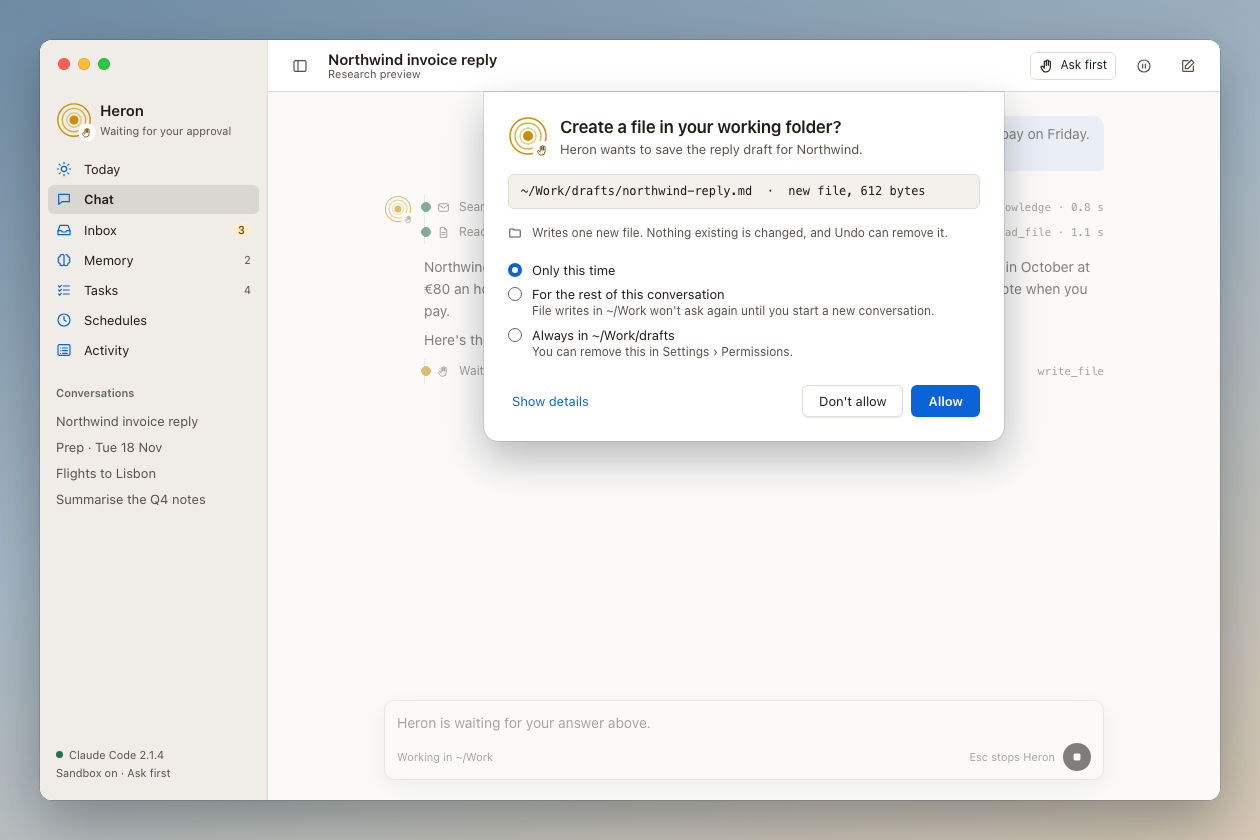 Heron
Waiting for your approval
Today
Chat
Inbox 3
Memory 2
Tasks 4
Schedules
Activity
Conversations
Northwind invoice reply
Prep · Tue 18 Nov
Flights to Lisbon
Summarise the Q4 notes
Claude Code 2.1.4
Sandbox on · Ask first
Northwind invoice reply
Research preview
Ask first
Create a file in your working folder?
Heron wants to save the reply draft for Northwind.
~/Work/drafts/northwind-reply.md · new file, 612 bytes
Writes one new file. Nothing existing is changed, and Undo can remove it.
Only this time
For the rest of this conversation
File writes in ~/Work won't ask again until you start a new conversation.
Always in ~/Work/drafts
You can remove this in Settings › Permissions.
Show details
Don't allow
Allow
on Friday.
· 0.8 s
· 1.1 s
in October at
€80 an when you
pay.
Here's
write_file
Heron is waiting for your answer above.
Working in ~/Work
Esc stops Heron